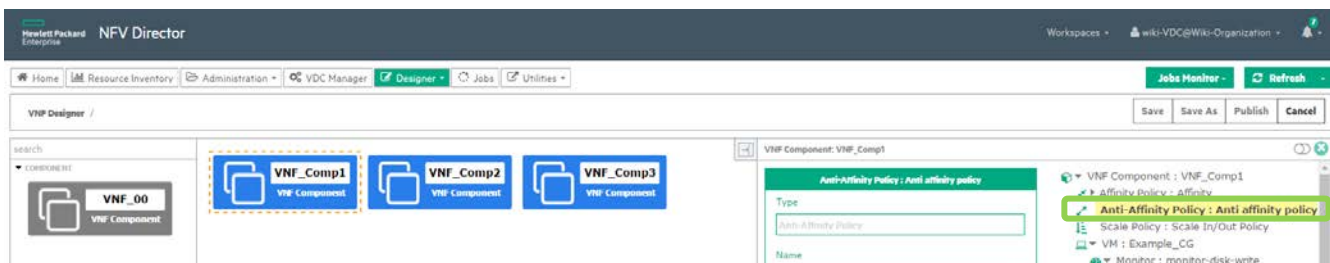 Hewlett Packard
Enterprise
NFV Director
Workspaces
wiki-VDC@Wiki-Organization
7
Home
Resource Inventory
Administration
VDC Manager
Designer
Jobs
Utilities
Jobs Monitor
Refresh
VNF Designer /
Save
Save As
Publish
Cancel
search
COMPONENT
VNF_00
VNF Component
VNF_Comp1
VNF Component
VNF_Comp2
VNF Component
VNF_Comp3
VNF Component
VNF Component: VNF_Comp1
Anti-Affinity Policy : Anti affinity policy
Type
Anti-Affinity Policy
Name
VNF Component : VNF_Comp1
Affinity Policy : Affinity
Anti-Affinity Policy : Anti affinity policy
Scale Policy : Scale In/Out Policy
VM : Example_CG
Monitor : monitor-disk-write